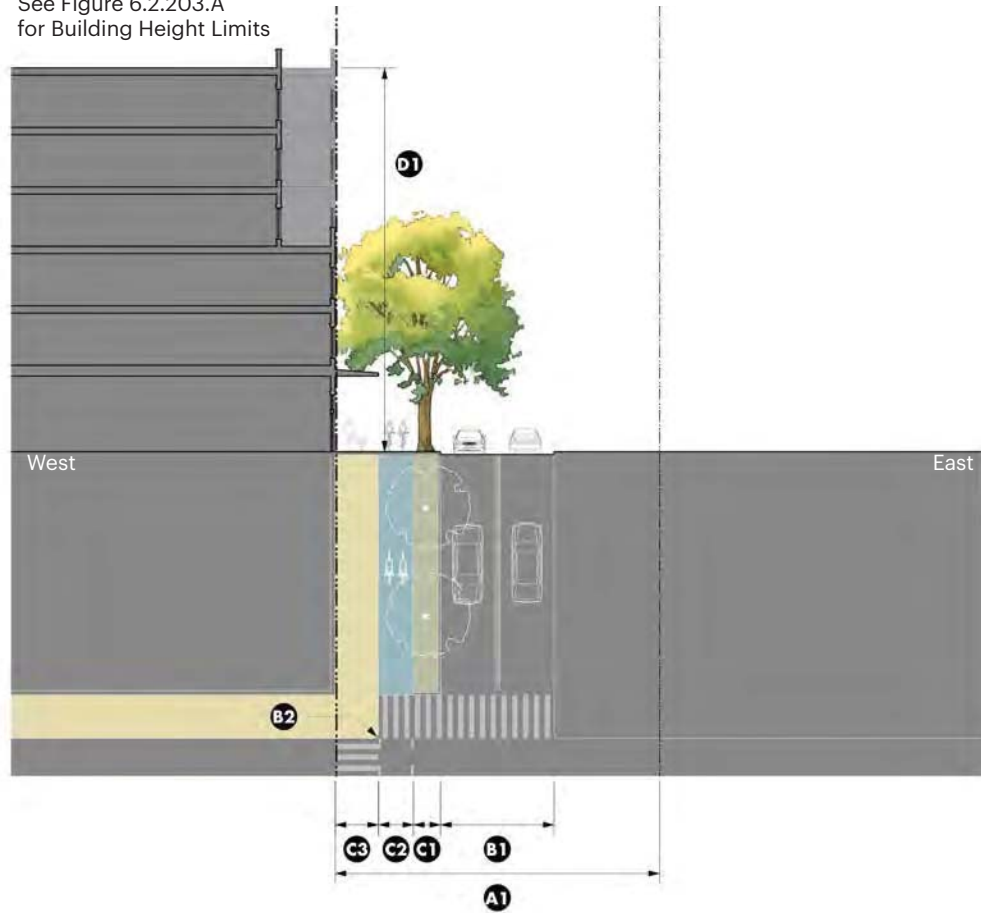 See Figure 6.2.203.A
for Building Height Limits
D1
West
East
B2
C3
C2
C1
B1
A1